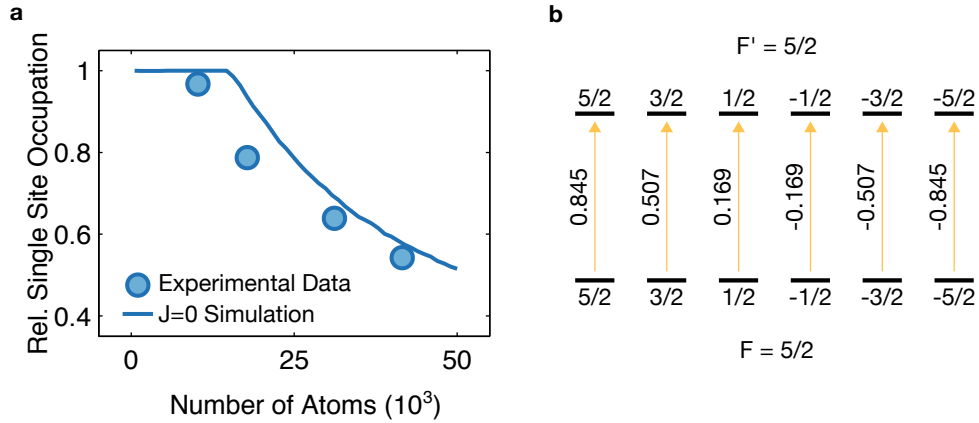 a
Rel. Single Site Occupation
1
0.8
0.6
0.4
Experimental Data
J=0 Simulation
0 25 50
Number of Atoms (10³)
b
F' = 5/2
5/2 3/2 1/2 -1/2 -3/2 -5/2
0.845 0.507 0.169 -0.169 -0.507 -0.845
5/2 3/2 1/2 -1/2 -3/2 -5/2
F = 5/2